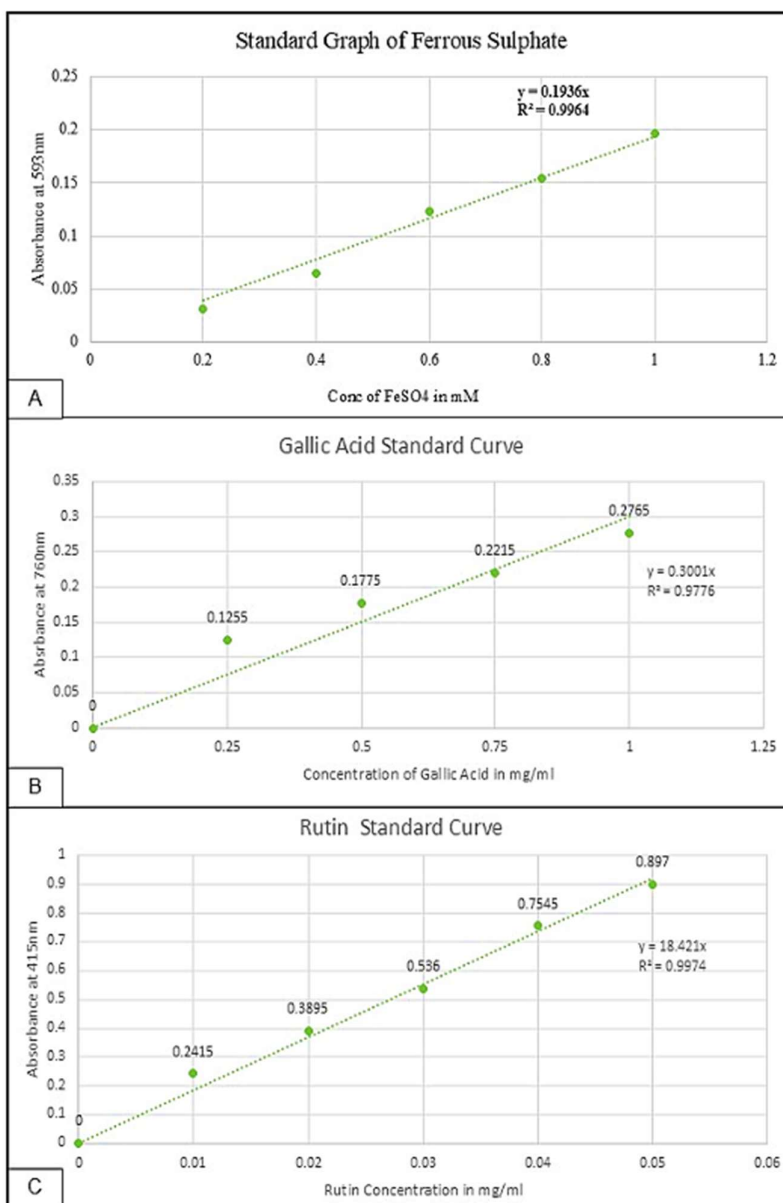 Standard Graph of Ferrous Sulphate
0.25
0.2
0.15
0.1
0.05
0
Absorbance at 593nm
y = 0.1936x
R² = 0.9964
0 0.2 0.4 0.6 0.8 1 1.2
Conc of FeSO4 in mM
A
Gallic Acid Standard Curve
0.35
0.3
0.25
0.2
0.15
0.1
0.05
0
Absrbance at 760nm
0
0.1255
0.1775
0.2215
0.2765
y = 0.3001x
R² = 0.9776
0 0.25 0.5 0.75 1 1.25
Concentration of Gallic Acid in mg/ml
B
Rutin Standard Curve
1
0.9
0.8
0.7
0.6
0.5
0.4
0.3
0.2
0.1
0
Absorbance at 415nm
0
0.2415
0.3895
0.536
0.7545
0.897
y = 18.421x
R² = 0.9974
0 0.01 0.02 0.03 0.04 0.05 0.06
Rutin Concentration in mg/ml
C